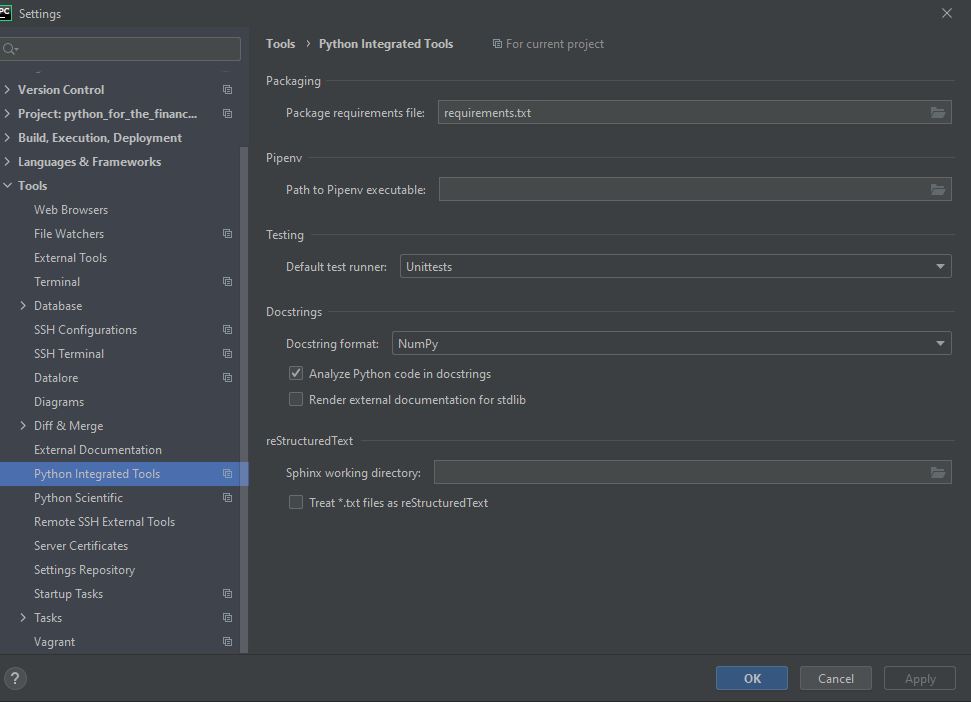 PC Settings
Tools › Python Integrated Tools For current project
Version Control
Project: python_for_the_financ...
Build, Execution, Deployment
Languages & Frameworks
Tools
Web Browsers
File Watchers
External Tools
Terminal
Database
SSH Configurations
SSH Terminal
Datalore
Diagrams
Diff & Merge
External Documentation
Python Integrated Tools
Python Scientific
Remote SSH External Tools
Server Certificates
Settings Repository
Startup Tasks
Tasks
Vagrant
Packaging
Package requirements file: requirements.txt
Pipenv
Path to Pipenv executable:
Testing
Default test runner: Unittests
Docstrings
Docstring format: NumPy
Analyze Python code in docstrings
Render external documentation for stdlib
reStructuredText
Sphinx working directory:
Treat *.txt files as reStructuredText
? OK Cancel Apply